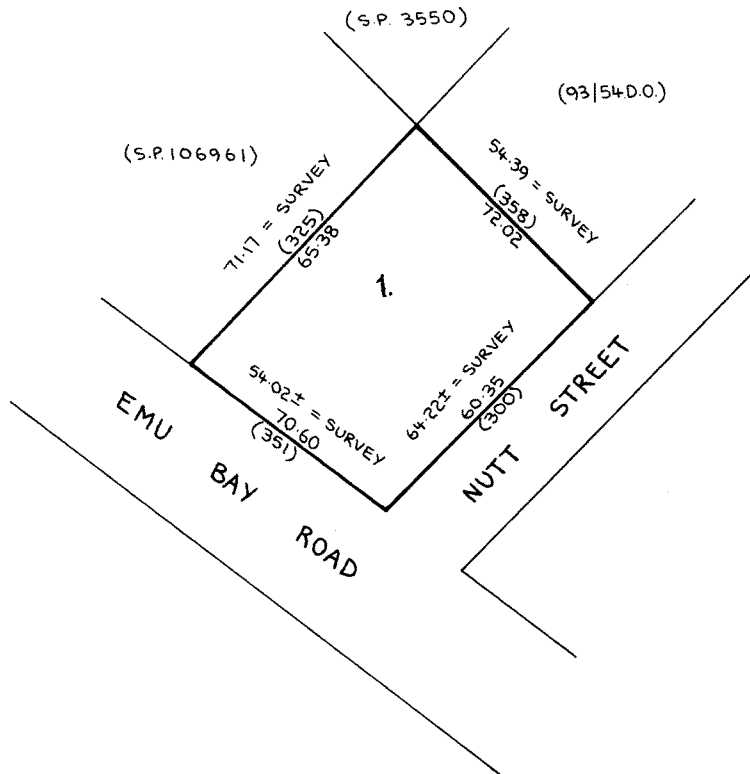 (S.P. 3550)
(93/54.D.O.)
(S.P.106961)
71.17 = SURVEY
(325)
65.38
54.39 = SURVEY
(358)
72.02
1.
54.02± = SURVEY
70.60
(351)
64.22± = SURVEY
60.35
(300)
EMU BAY ROAD
NUTT STREET